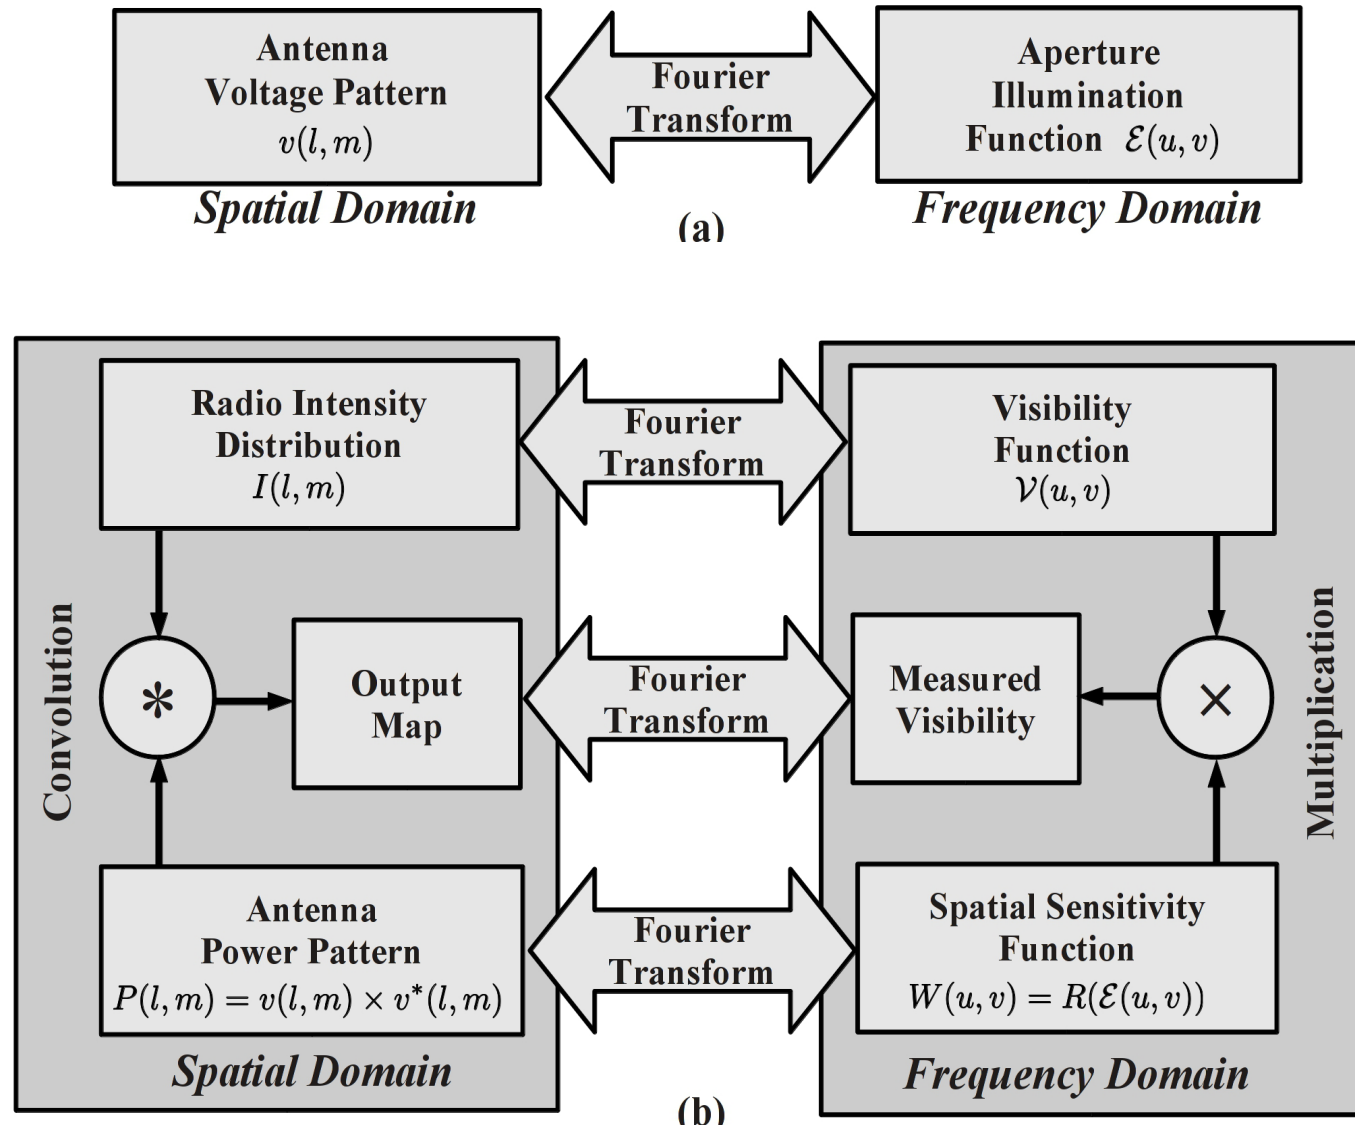 Antenna
Voltage Pattern
v(l, m)
Fourier
Transform
Aperture
Illumination
Function ℰ(u, v)
Spatial Domain
Frequency Domain
(a)
Radio Intensity
Distribution
I(l, m)
Fourier
Transform
Visibility
Function
𝒱(u, v)
Convolution
*
Output
Map
Fourier
Transform
Measured
Visibility
×
Multiplication
Antenna
Power Pattern
P(l, m) = v(l, m) × v*(l, m)
Fourier
Transform
Spatial Sensitivity
Function
W(u, v) = R(ℰ(u, v))
Spatial Domain
Frequency Domain
(b)